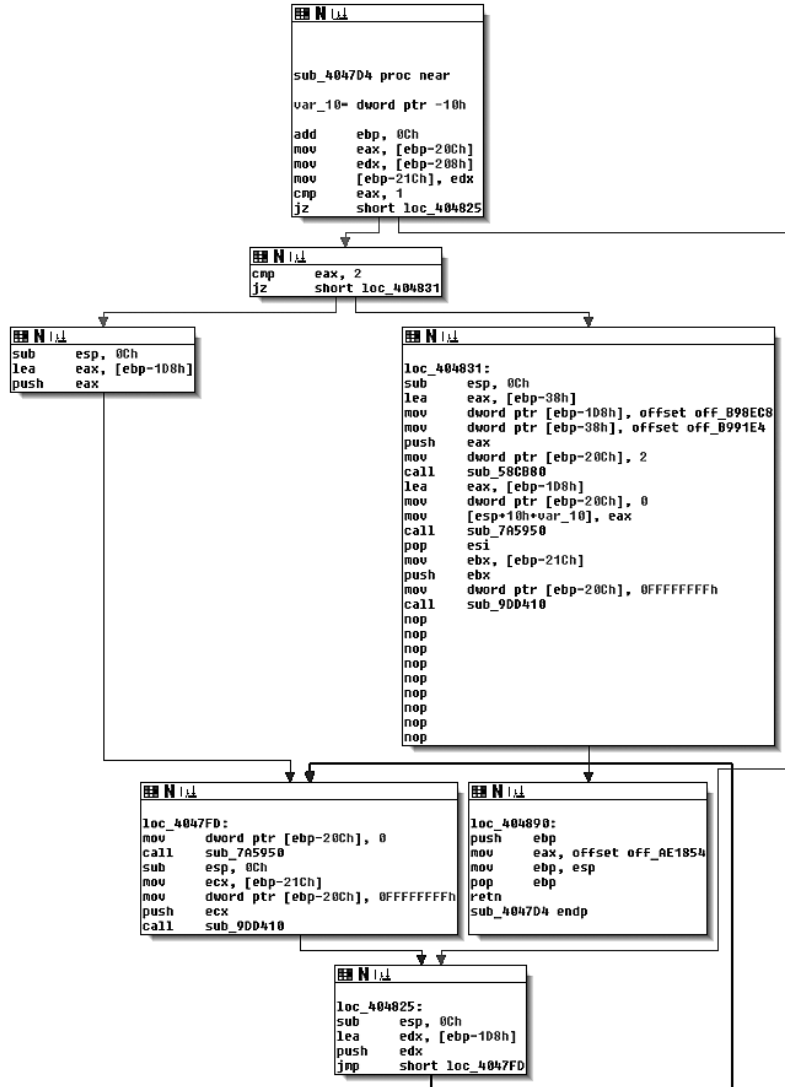 sub_4047D4 proc near
var_10= dword ptr -10h
add ebp, 0Ch
mov eax, [ebp-20Ch]
mov edx, [ebp-208h]
mov [ebp-21Ch], edx
cmp eax, 1
jz short loc_404825
cmp eax, 2
jz short loc_404831
sub esp, 0Ch
lea eax, [ebp-1D8h]
push eax
loc_404831:
sub esp, 0Ch
lea eax, [ebp-38h]
mov dword ptr [ebp-1D8h], offset off_B98EC8
mov dword ptr [ebp-38h], offset off_B991E4
push eax
mov dword ptr [ebp-20Ch], 2
call sub_58CB80
lea eax, [ebp-1D8h]
mov dword ptr [ebp-20Ch], 0
mov [esp+10h+var_10], eax
call sub_7A5950
pop esi
mov ebx, [ebp-21Ch]
push ebx
mov dword ptr [ebp-20Ch], 0FFFFFFFFh
call sub_9DD410
nop
nop
nop
nop
nop
nop
nop
nop
nop
loc_4047FD:
mov dword ptr [ebp-20Ch], 0
call sub_7A5950
sub esp, 0Ch
mov ecx, [ebp-21Ch]
mov dword ptr [ebp-20Ch], 0FFFFFFFFh
push ecx
call sub_9DD410
loc_404890:
push ebp
mov eax, offset off_AE1854
mov ebp, esp
pop ebp
retn
sub_4047D4 endp
loc_404825:
sub esp, 0Ch
lea edx, [ebp-1D8h]
push edx
jmp short loc_4047FD